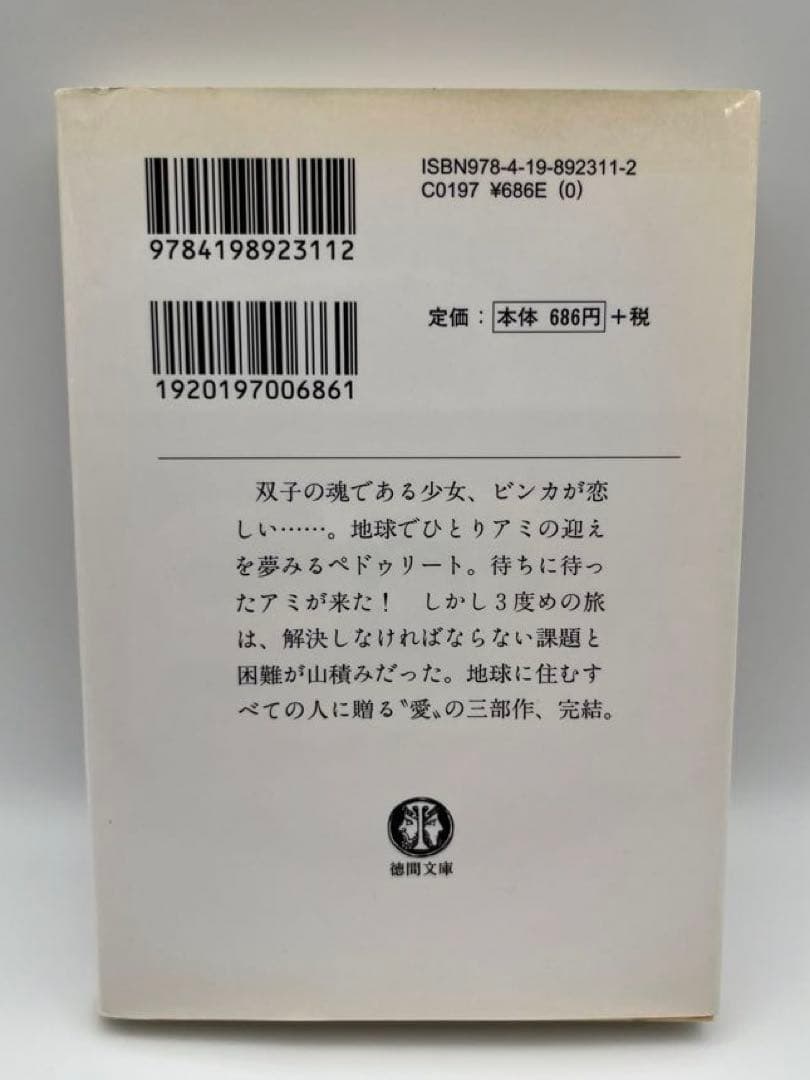 ISBN978-4-19-892311-2
C0197 ¥686E (0)
9784198923112
定価：本体 686円＋税
1920197006861
双子の魂である少女、ビンカが恋
しい……。地球でひとりアミの迎え
を夢みるペドゥリート。待ちに待っ
たアミが来た！　しかし３度めの旅
は、解決しなければならない課題と
困難が山積みだった。地球に住むす
べての人に贈る〝愛〟の三部作、完結。
徳間文庫